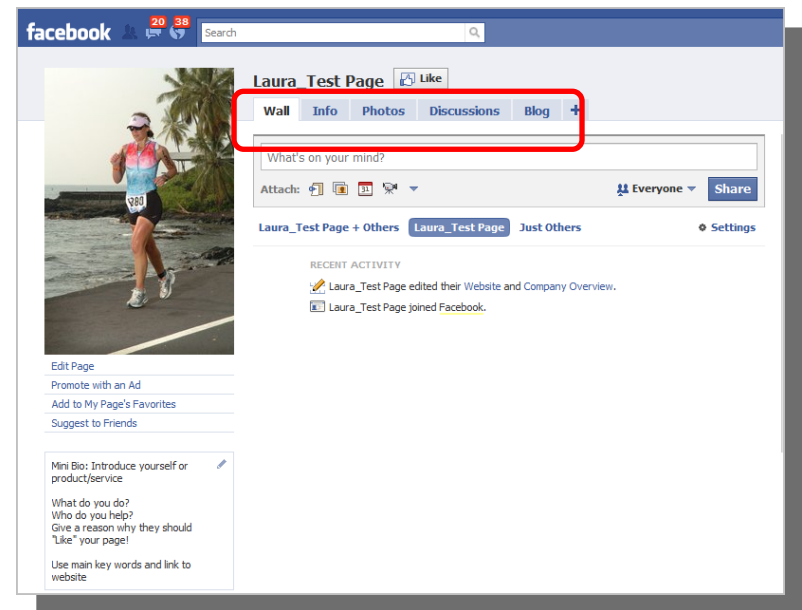 facebook 20 38 Search
Laura_Test Page Like
Wall Info Photos Discussions Blog +
What's on your mind?
Attach: 31 Everyone Share
Laura_Test Page + Others Laura_Test Page Just Others Settings
RECENT ACTIVITY
Laura_Test Page edited their Website and Company Overview.
Laura_Test Page joined Facebook.
280
Edit Page
Promote with an Ad
Add to My Page's Favorites
Suggest to Friends
Mini Bio: Introduce yourself or
product/service
What do you do?
Who do you help?
Give a reason why they should
"Like" your page!
Use main key words and link to
website